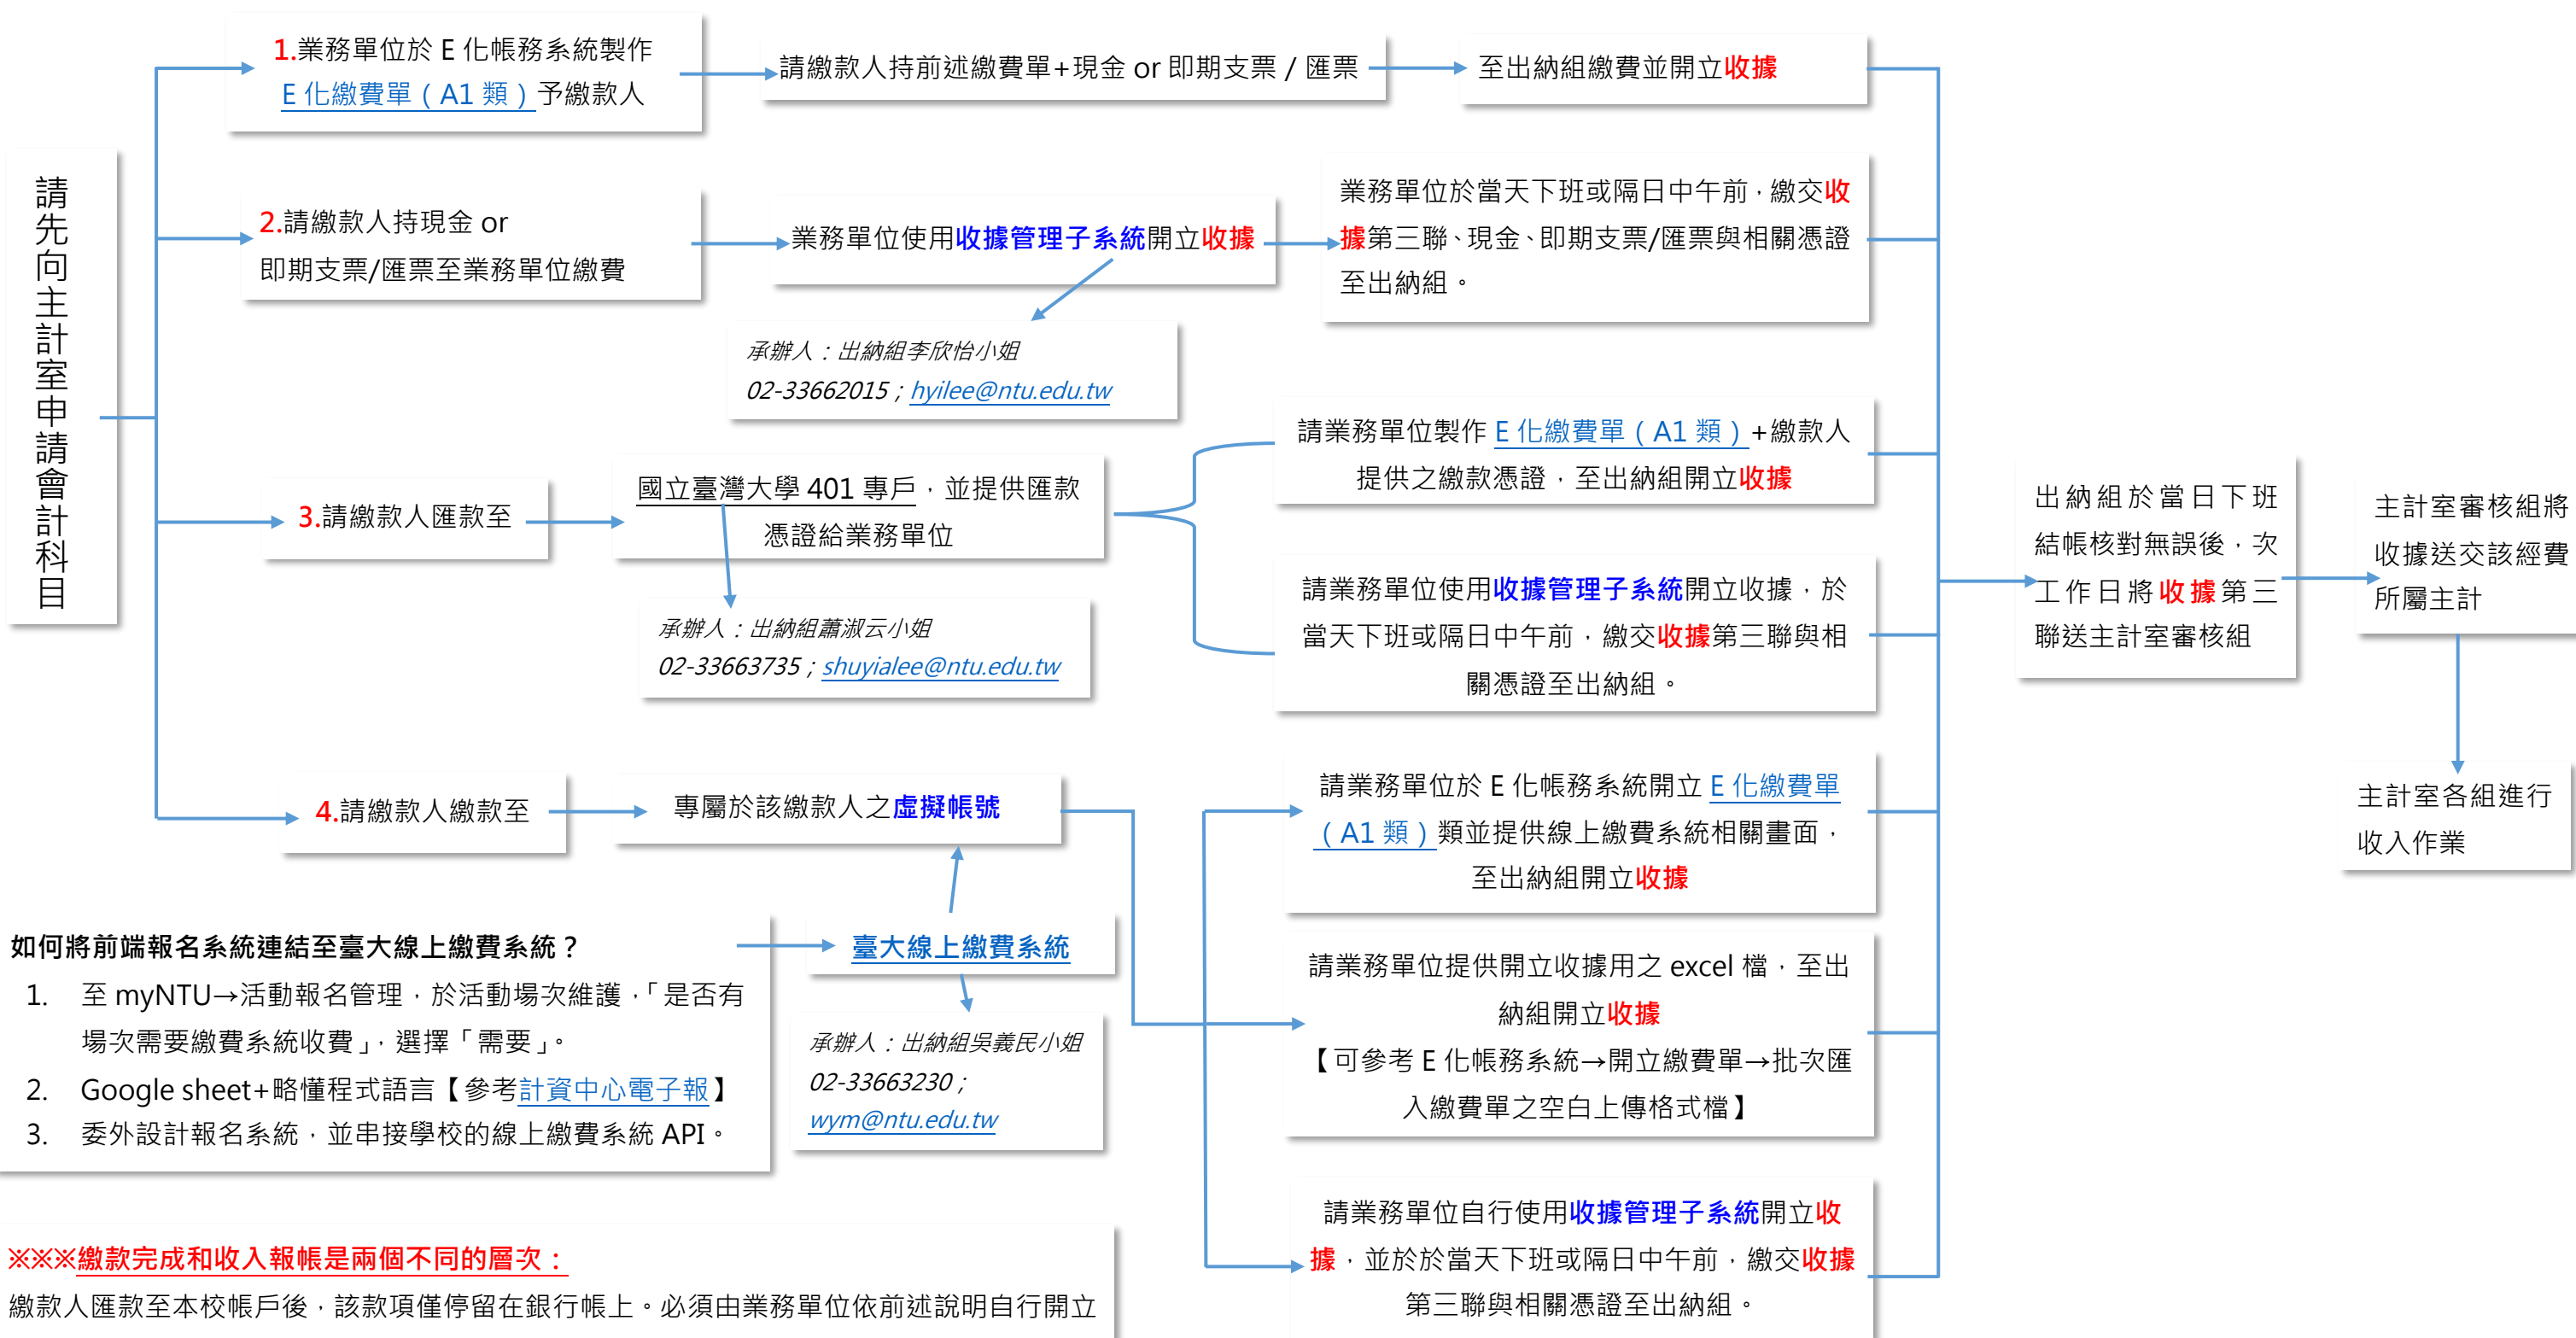 請先向主計室申請會計科目
1.業務單位於 E 化帳務系統製作
E 化繳費單（A1 類）予繳款人
請繳款人持前述繳費單+現金 or 即期支票 / 匯票
至出納組繳費並開立收據
2.請繳款人持現金 or
即期支票/匯票至業務單位繳費
業務單位使用收據管理子系統開立收據
業務單位於當天下班或隔日中午前，繳交收
據第三聯、現金、即期支票/匯票與相關憑證
至出納組。
承辦人：出納組李欣怡小姐
02-33662015；hyilee@ntu.edu.tw
3.請繳款人匯款至
國立臺灣大學 401 專戶，並提供匯款
憑證給業務單位
承辦人：出納組蕭淑云小姐
02-33663735；shuyialee@ntu.edu.tw
請業務單位製作 E 化繳費單（A1 類）+繳款人
提供之繳款憑證，至出納組開立收據
請業務單位使用收據管理子系統開立收據，於
當天下班或隔日中午前，繳交收據第三聯與相
關憑證至出納組。
4.請繳款人繳款至
專屬於該繳款人之虛擬帳號
臺大線上繳費系統
承辦人：出納組吳義民小姐
02-33663230；
wym@ntu.edu.tw
請業務單位於 E 化帳務系統開立 E 化繳費單
（A1 類）類並提供線上繳費系統相關畫面，
至出納組開立收據
請業務單位提供開立收據用之 excel 檔，至出
納組開立收據
【可參考 E 化帳務系統→開立繳費單→批次匯
入繳費單之空白上傳格式檔】
請業務單位自行使用收據管理子系統開立收
據，並於於當天下班或隔日中午前，繳交收據
第三聯與相關憑證至出納組。
出納組於當日下班
結帳核對無誤後，次
工作日將收據第三
聯送主計室審核組
主計室審核組將
收據送交該經費
所屬主計
主計室各組進行
收入作業
如何將前端報名系統連結至臺大線上繳費系統？
1. 至 myNTU→活動報名管理，於活動場次維護，「是否有
場次需要繳費系統收費」，選擇「需要」。
2. Google sheet+略懂程式語言【參考計資中心電子報】
3. 委外設計報名系統，並串接學校的線上繳費系統 API。
※※※繳款完成和收入報帳是兩個不同的層次：
繳款人匯款至本校帳戶後，該款項僅停留在銀行帳上。必須由業務單位依前述說明自行開立